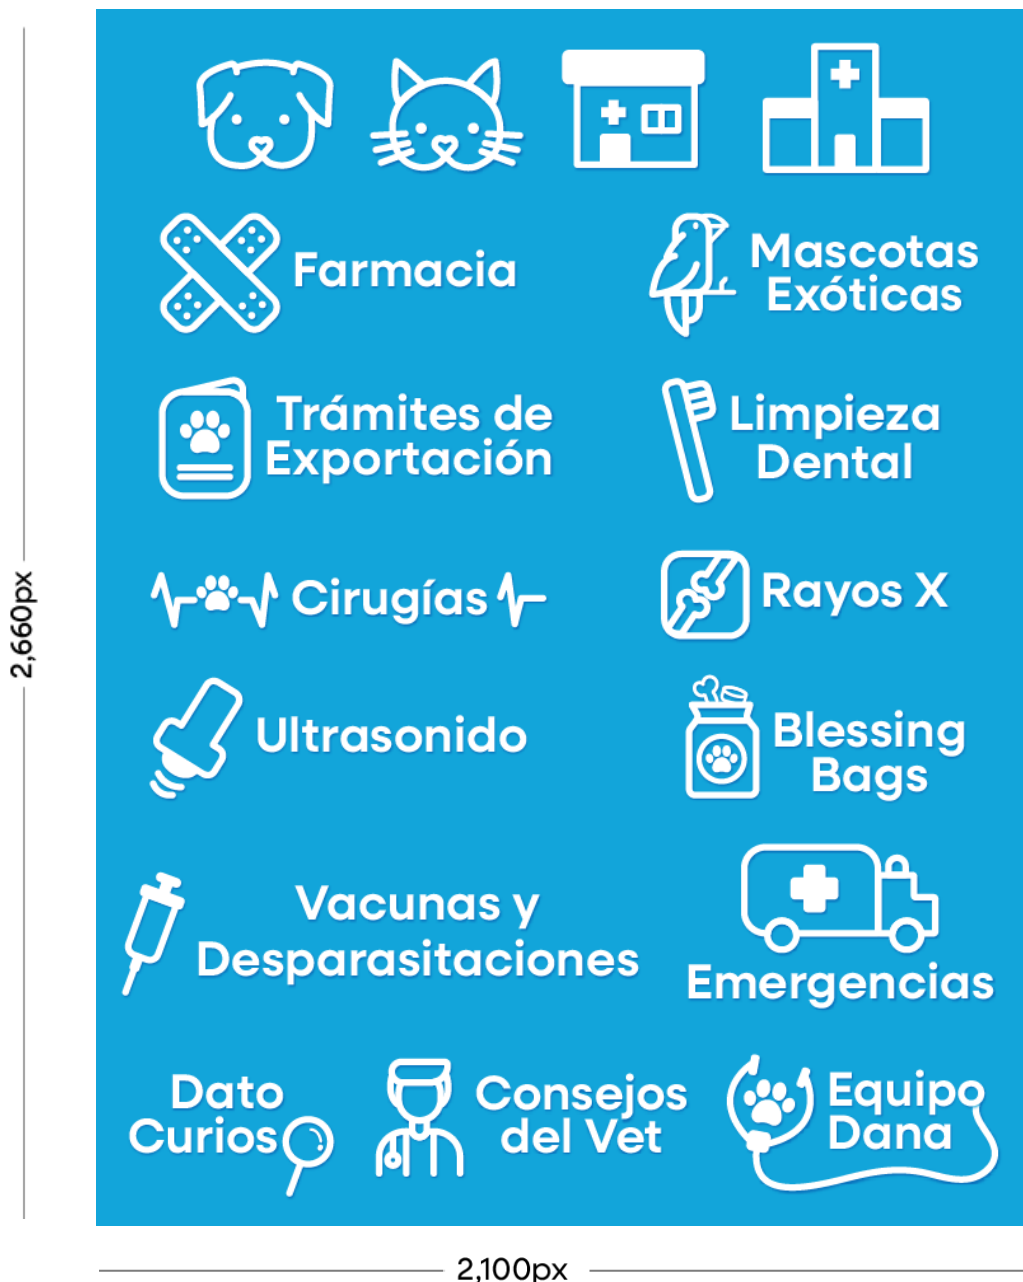 Farmacia
Mascotas
Exóticas
Trámites de
Exportación
Limpieza
Dental
Cirugías
Rayos X
Ultrasonido
Blessing
Bags
Vacunas y
Desparasitaciones
Emergencias
Dato
Curios
Consejos
del Vet
Equipo
Dana
2,660px
2,100px